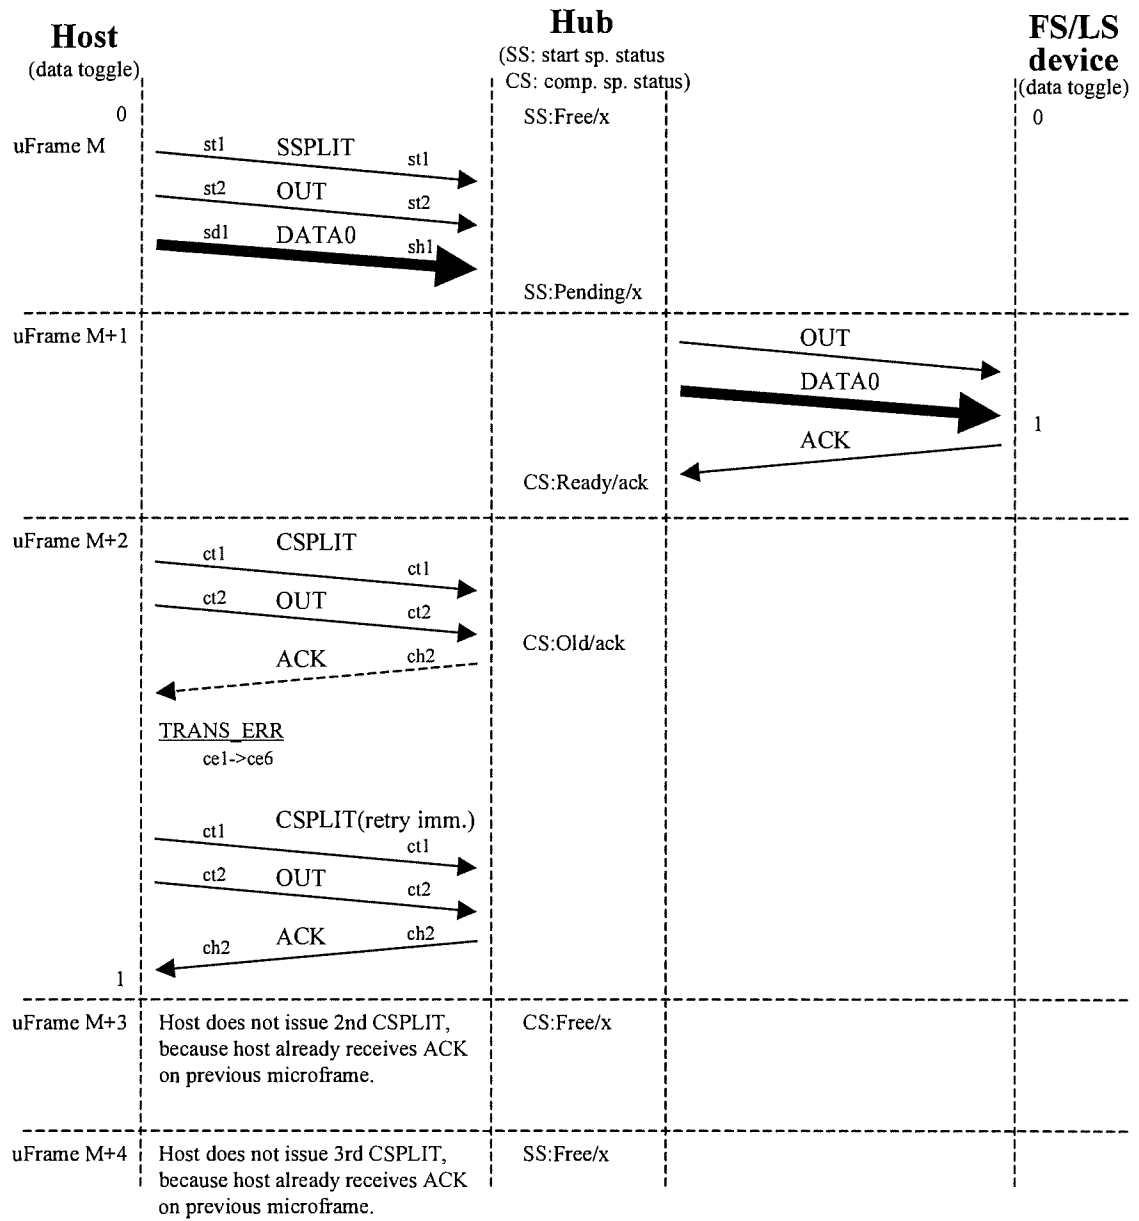 Host
(data toggle)
Hub
(SS: start sp. status
CS: comp. sp. status)
FS/LS
device
(data toggle)
0
SS:Free/x
0
uFrame M
st1 SSPLIT st1
st2 OUT st2
sd1 DATA0 sh1
SS:Pending/x
uFrame M+1
OUT
DATA0
1
ACK
CS:Ready/ack
uFrame M+2
ct1 CSPLIT ct1
ct2 OUT ct2
CS:Old/ack
ACK ch2
TRANS_ERR
ce1->ce6
ct1 CSPLIT(retry imm.) ct1
ct2 OUT ct2
ch2 ACK ch2
1
uFrame M+3
Host does not issue 2nd CSPLIT,
because host already receives ACK
on previous microframe.
CS:Free/x
uFrame M+4
Host does not issue 3rd CSPLIT,
because host already receives ACK
on previous microframe.
SS:Free/x